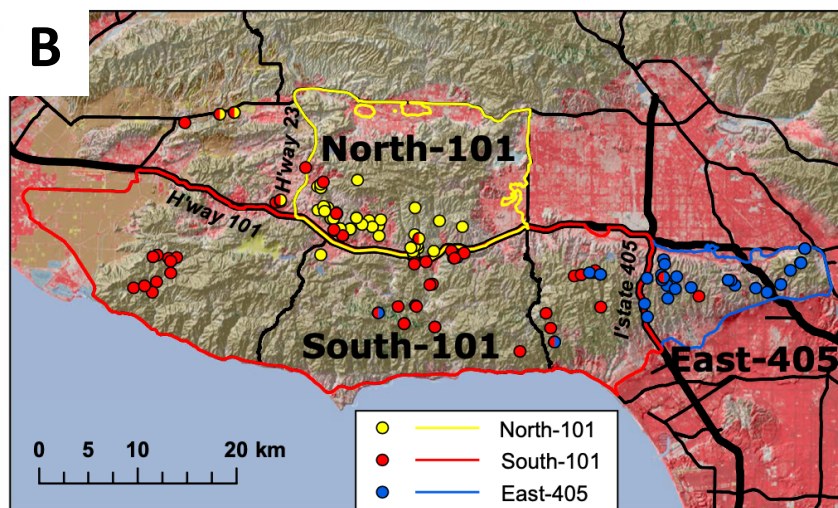 B
H'way 23
North-101
H'way 101
I'state 405
South-101
East-405
0 5 10 20 km
North-101
South-101
East-405